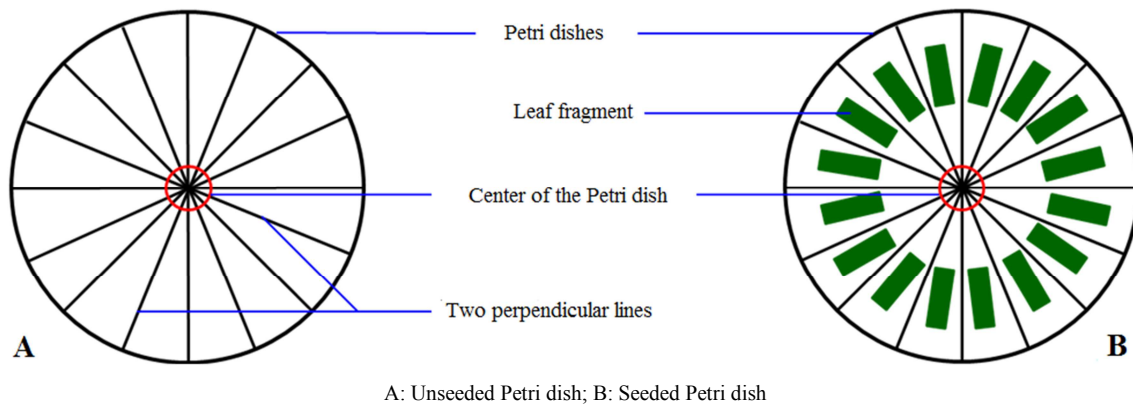 Petri dishes
Leaf fragment
Center of the Petri dish
Two perpendicular lines
A
B
A: Unseeded Petri dish; B: Seeded Petri dish